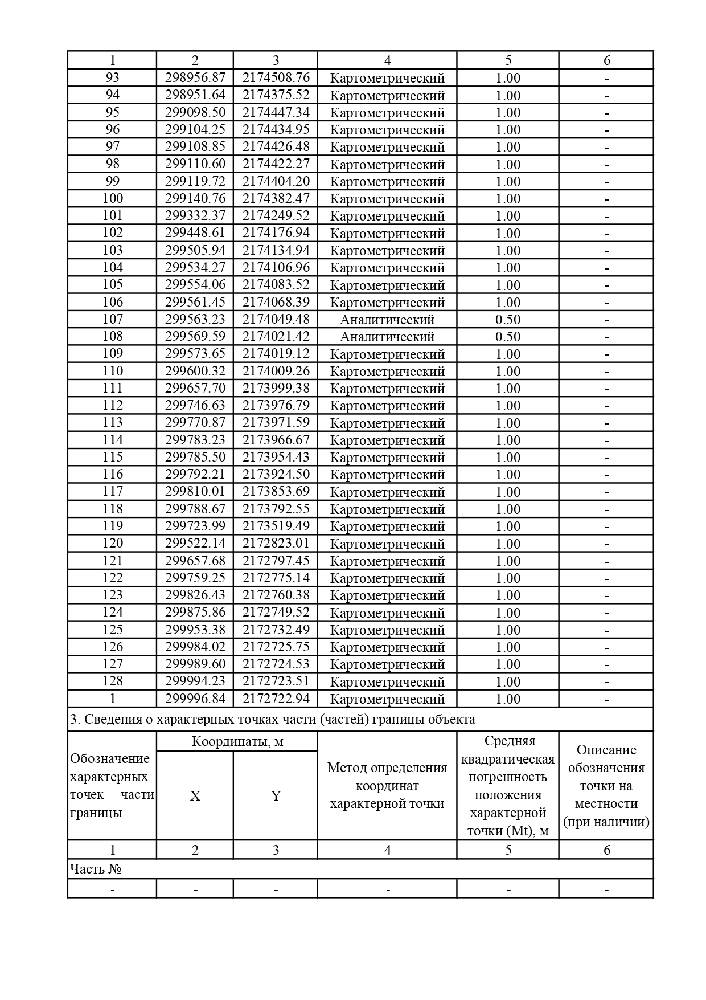 1 2 3 4 5 6
93 298956.87 2174508.76 Картометрический 1.00 -
94 298951.64 2174375.52 Картометрический 1.00 -
95 299098.50 2174447.34 Картометрический 1.00 -
96 299104.25 2174434.95 Картометрический 1.00 -
97 299108.85 2174426.48 Картометрический 1.00 -
98 299110.60 2174422.27 Картометрический 1.00 -
99 299119.72 2174404.20 Картометрический 1.00 -
100 299140.76 2174382.47 Картометрический 1.00 -
101 299332.37 2174249.52 Картометрический 1.00 -
102 299448.61 2174176.94 Картометрический 1.00 -
103 299505.94 2174134.94 Картометрический 1.00 -
104 299534.27 2174106.96 Картометрический 1.00 -
105 299554.06 2174083.52 Картометрический 1.00 -
106 299561.45 2174068.39 Картометрический 1.00 -
107 299563.23 2174049.48 Аналитический 0.50 -
108 299569.59 2174021.42 Аналитический 0.50 -
109 299573.65 2174019.12 Картометрический 1.00 -
110 299600.32 2174009.26 Картометрический 1.00 -
111 299657.70 2173999.38 Картометрический 1.00 -
112 299746.63 2173976.79 Картометрический 1.00 -
113 299770.87 2173971.59 Картометрический 1.00 -
114 299783.23 2173966.67 Картометрический 1.00 -
115 299785.50 2173954.43 Картометрический 1.00 -
116 299792.21 2173924.50 Картометрический 1.00 -
117 299810.01 2173853.69 Картометрический 1.00 -
118 299788.67 2173792.55 Картометрический 1.00 -
119 299723.99 2173519.49 Картометрический 1.00 -
120 299522.14 2172823.01 Картометрический 1.00 -
121 299657.68 2172797.45 Картометрический 1.00 -
122 299759.25 2172775.14 Картометрический 1.00 -
123 299826.43 2172760.38 Картометрический 1.00 -
124 299875.86 2172749.52 Картометрический 1.00 -
125 299953.38 2172732.49 Картометрический 1.00 -
126 299984.02 2172725.75 Картометрический 1.00 -
127 299989.60 2172724.53 Картометрический 1.00 -
128 299994.23 2172723.51 Картометрический 1.00 -
1 299996.84 2172722.94 Картометрический 1.00 -
3. Сведения о характерных точках части (частей) границы объекта
Обозначение
характерных
точек части
границы
Координаты, м
X
Y
Метод определения
координат
характерной точки
Средняя
квадратическая
погрешность
положения
характерной
точки (Mt), м
Описание
обозначения
точки на
местности
(при наличии)
1 2 3 4 5 6
Часть №
- - - - - -